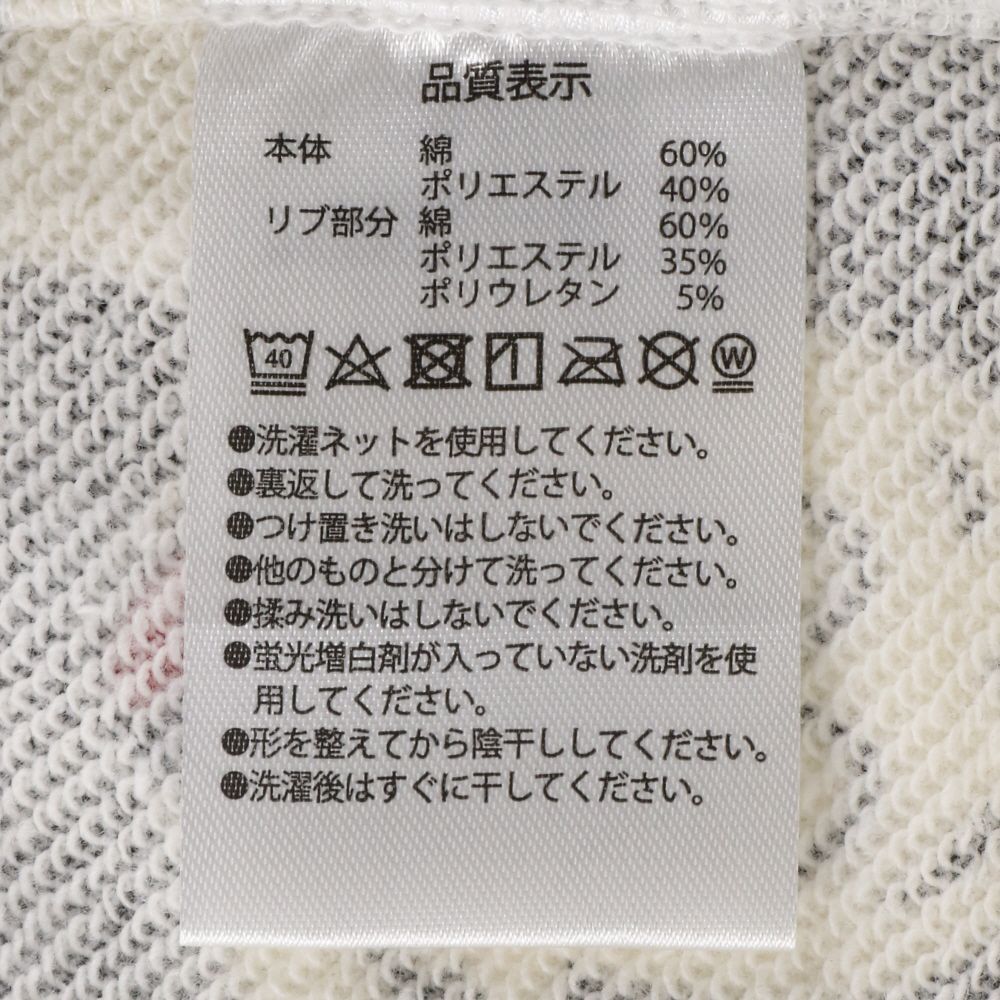 品質表示
本体 綿 60%
ポリエステル 40%
リブ部分 綿 60%
ポリエステル 35%
ポリウレタン 5%
40 W
●洗濯ネットを使用してください。
●裏返して洗ってください。
●つけ置き洗いはしないでください。
●他のものと分けて洗ってください。
●揉み洗いはしないでください。
●蛍光増白剤が入っていない洗剤を使
用してください。
●形を整えてから陰干ししてください。
●洗濯後はすぐに干してください。